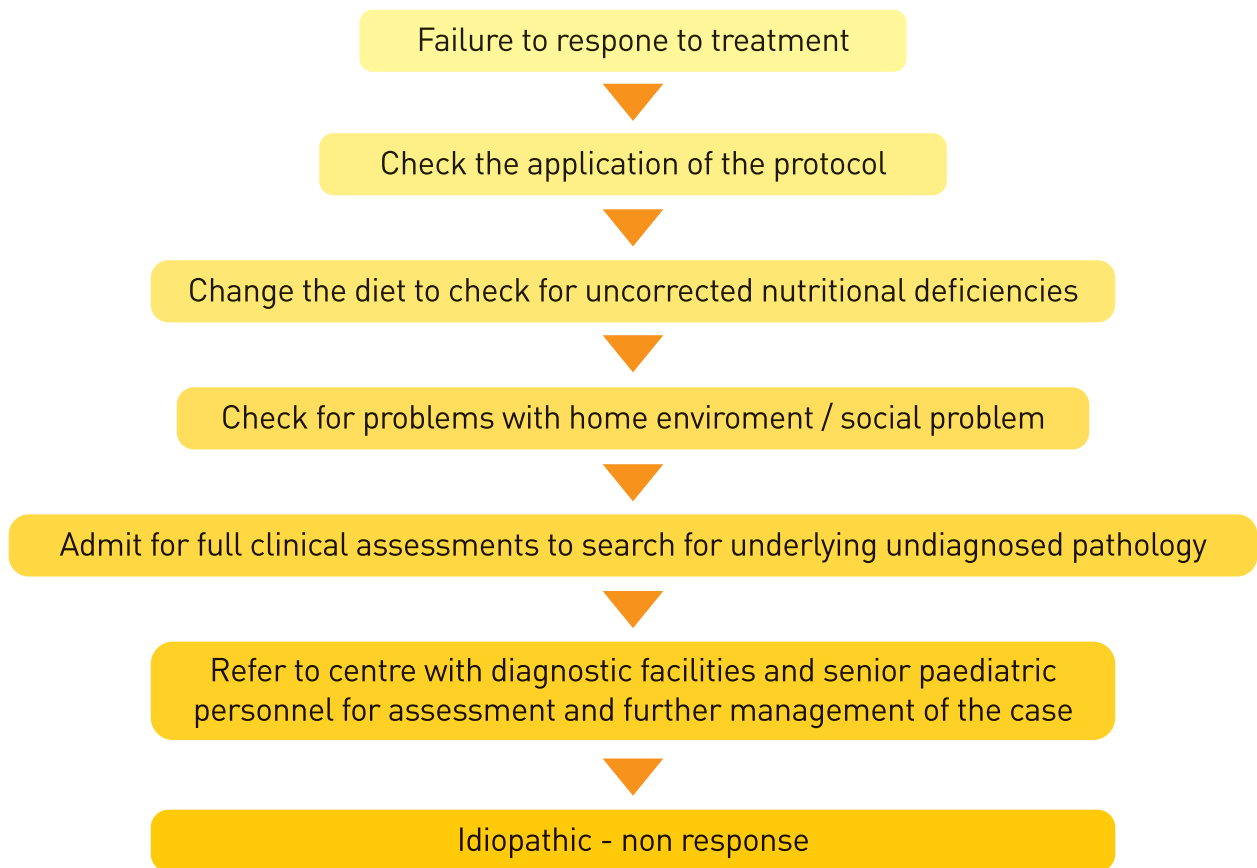 Failure to respone to treatment
Check the application of the protocol
Change the diet to check for uncorrected nutritional deficiencies
Check for problems with home enviroment / social problem
Admit for full clinical assessments to search for underlying undiagnosed pathology
Refer to centre with diagnostic facilities and senior paediatric
personnel for assessment and further management of the case
Idiopathic - non response